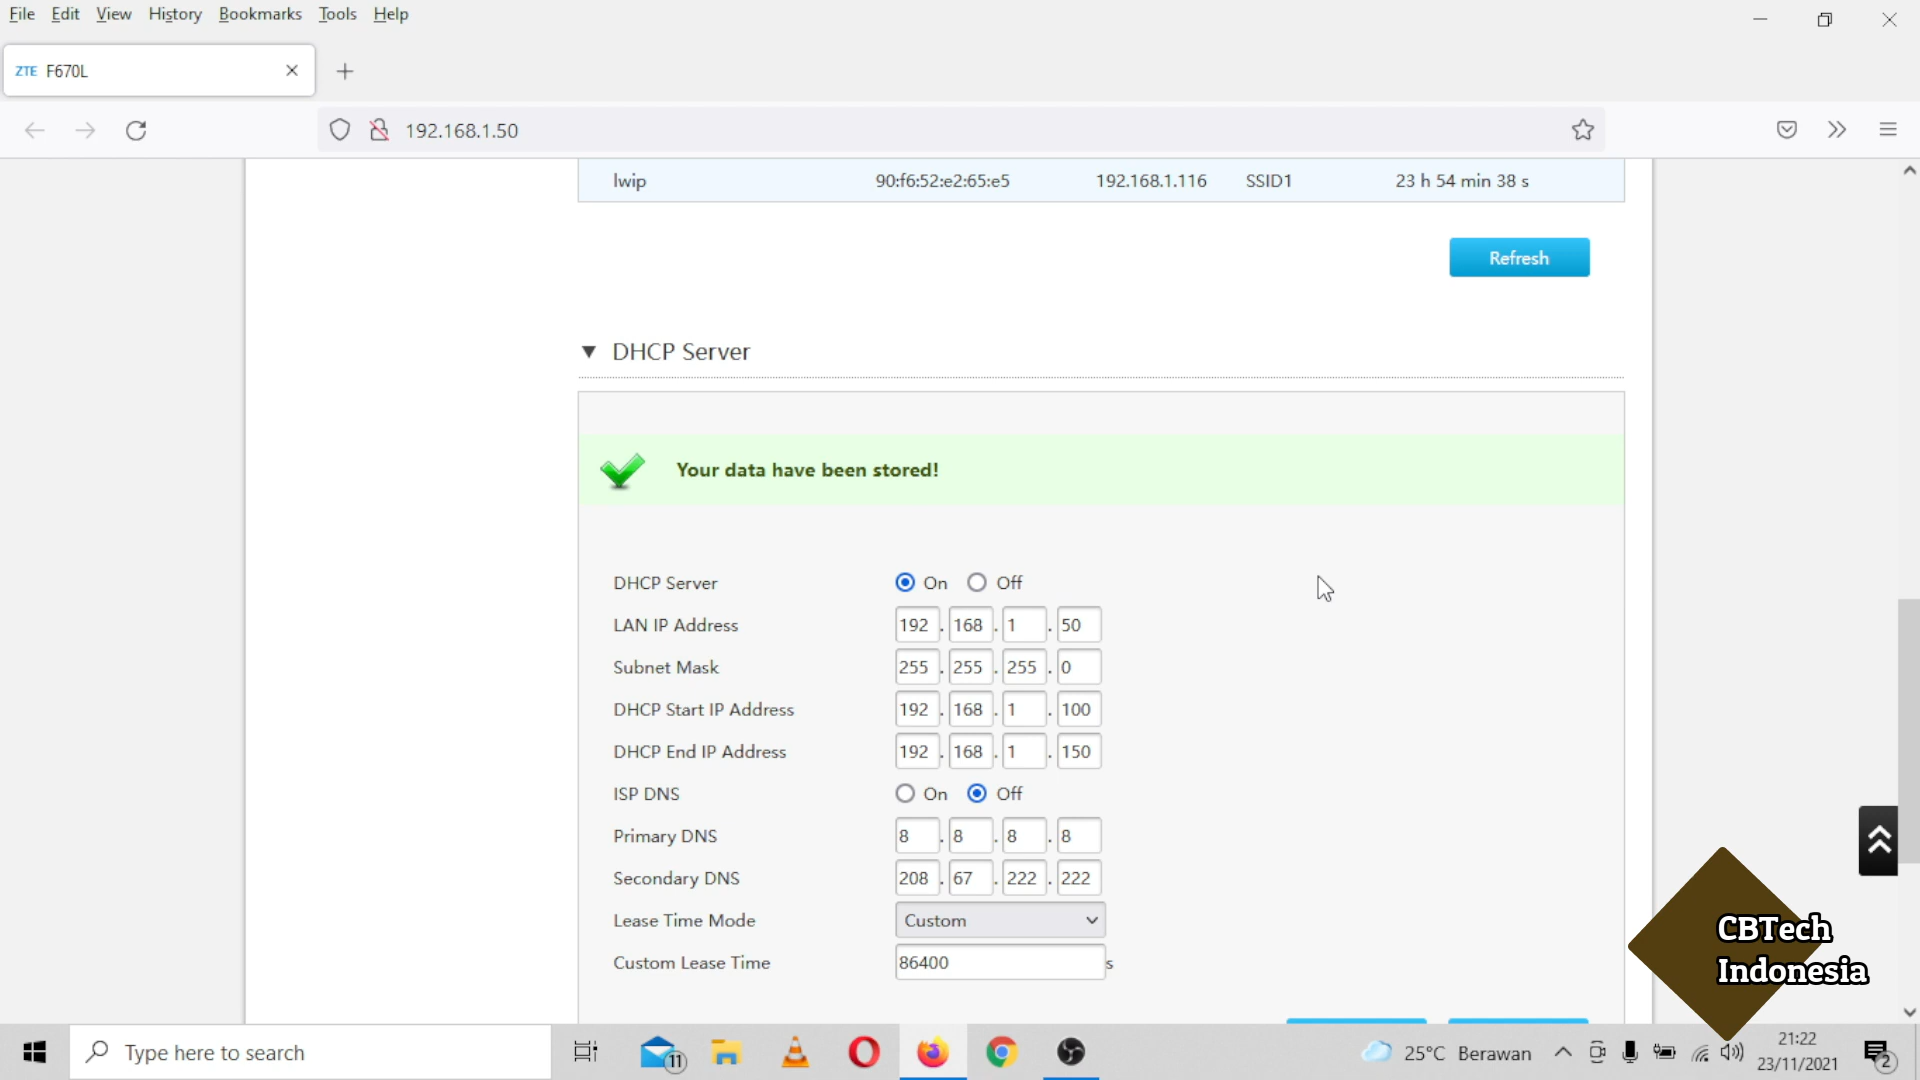 File Edit View History Bookmarks Tools Help
ZTE F670L
192.168.1.50
lwip 90:f6:52:e2:65:e5 192.168.1.116 SSID1 23 h 54 min 38 s
Refresh
▼ DHCP Server
Your data have been stored!
DHCP Server On Off
LAN IP Address 192 . 168 . 1 . 50
Subnet Mask 255 . 255 . 255 . 0
DHCP Start IP Address 192 . 168 . 1 . 100
DHCP End IP Address 192 . 168 . 1 . 150
ISP DNS On Off
Primary DNS 8 . 8 . 8 . 8
Secondary DNS 208 . 67 . 222 . 222
Lease Time Mode Custom
Custom Lease Time 86400 s
CBTech
Indonesia
Type here to search
11
25°C Berawan
21:22
23/11/2021
2